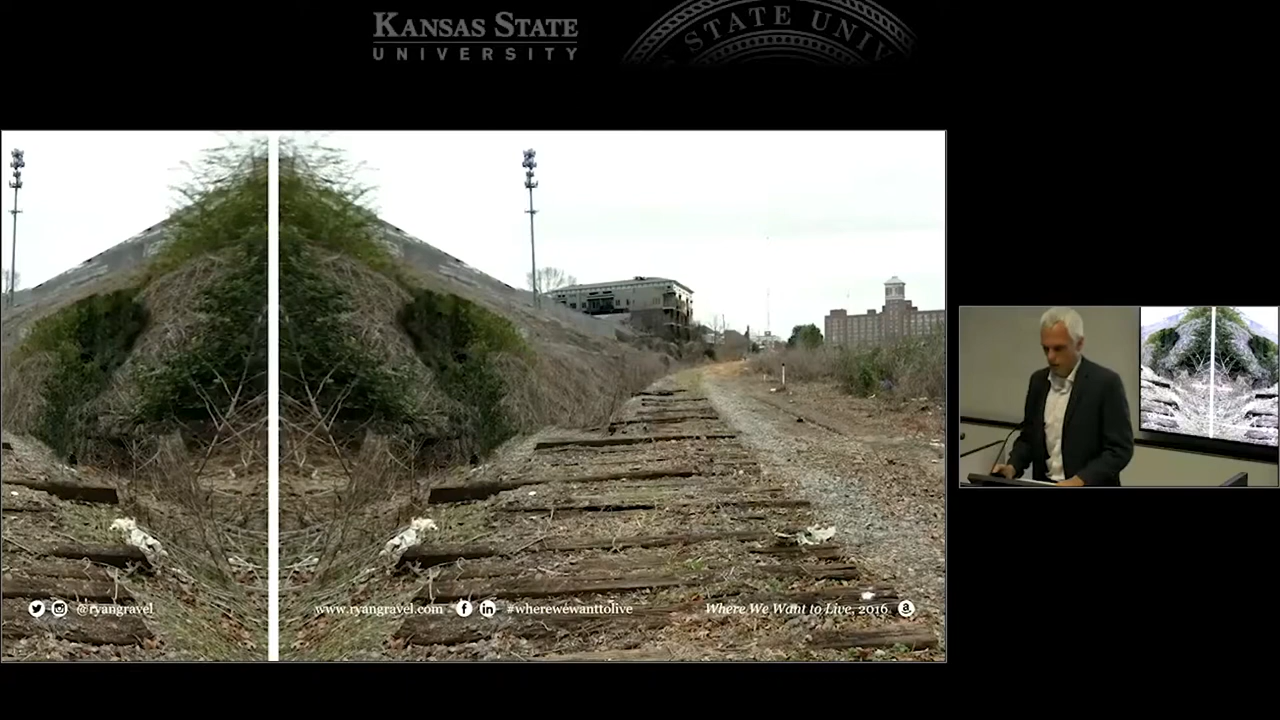 KANSAS STATE
UNIVERSITY
STATE UNIV
@ryangravel
www.ryangravel.com
#wherewewanttolive
Where We Want to Live, 2016